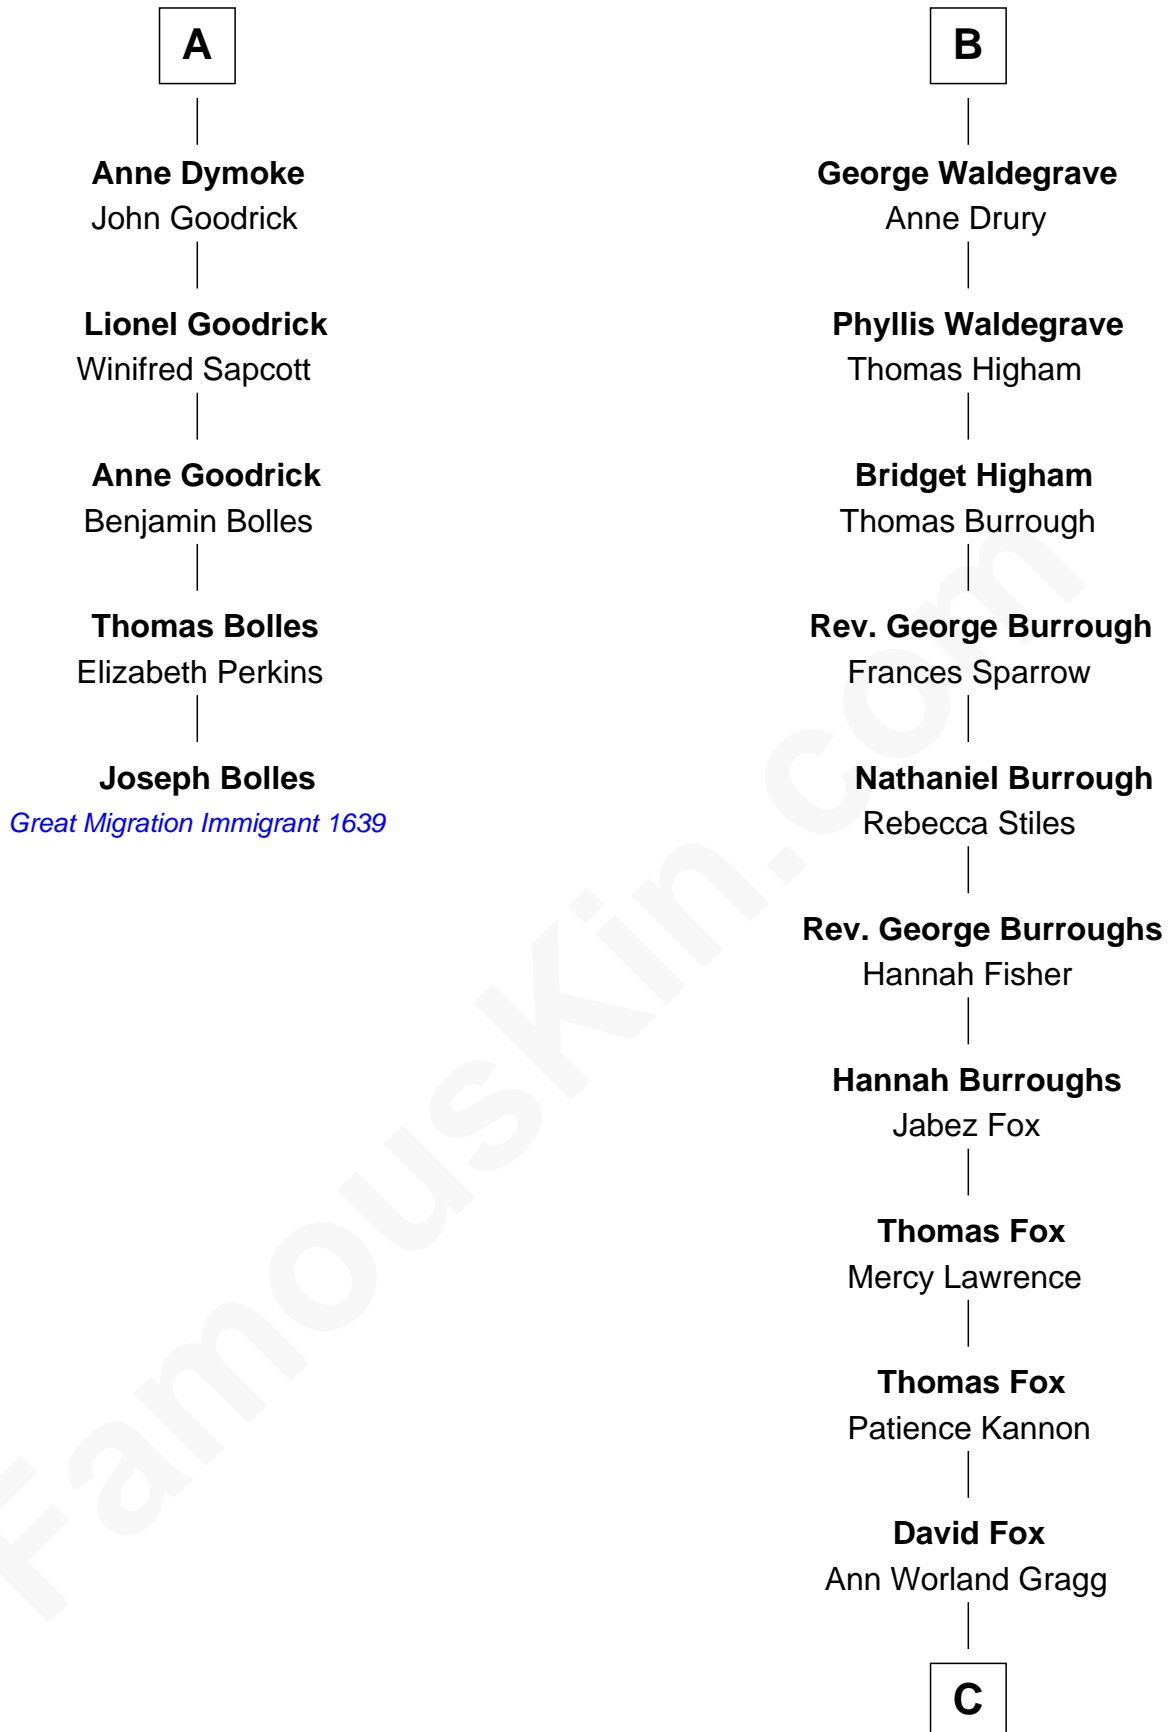 A
Anne Dymoke
John Goodrick
Lionel Goodrick
Winifred Sapcott
Anne Goodrick
Benjamin Bolles
Thomas Bolles
Elizabeth Perkins
Joseph Bolles
Great Migration Immigrant 1639
B
George Waldegrave
Anne Drury
Phyllis Waldegrave
Thomas Higham
Bridget Higham
Thomas Burrough
Rev. George Burrough
Frances Sparrow
Nathaniel Burrough
Rebecca Stiles
Rev. George Burroughs
Hannah Fisher
Hannah Burroughs
Jabez Fox
Thomas Fox
Mercy Lawrence
Thomas Fox
Patience Kannon
David Fox
Ann Worland Gragg
C
FamousKin.com